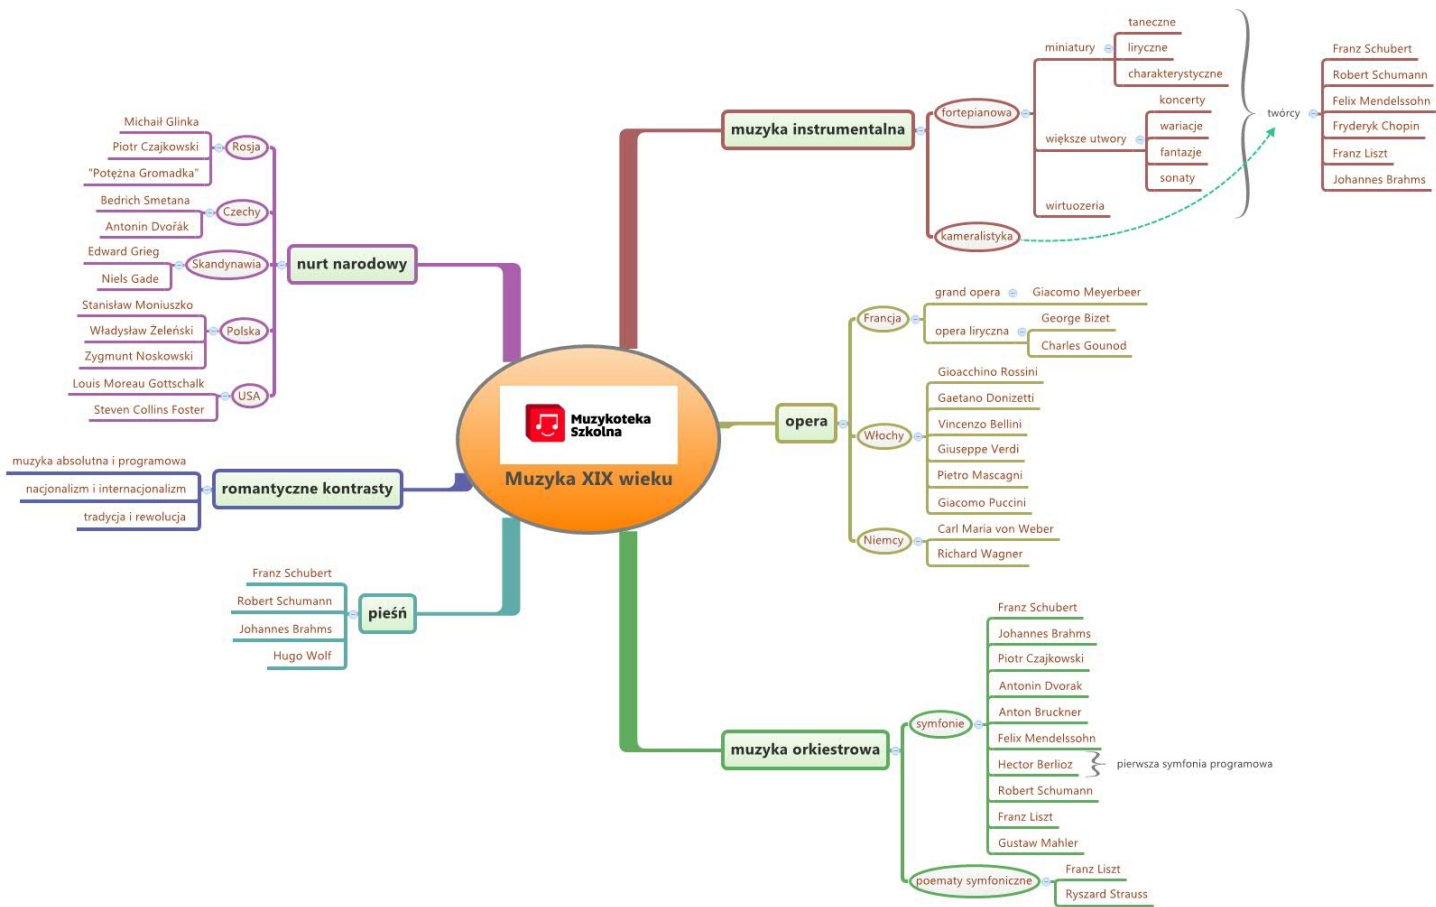 Muzykoteka
Szkolna
Muzyka XIX wieku
muzyka instrumentalna
fortepianowa
miniatury
taneczne
liryczne
charakterystyczne
większe utwory
koncerty
wariacje
fantazje
sonaty
wirtuozeria
kameralistyka
twórcy
Franz Schubert
Robert Schumann
Felix Mendelssohn
Fryderyk Chopin
Franz Liszt
Johannes Brahms
opera
Francja
grand opera
Giacomo Meyerbeer
opera liryczna
George Bizet
Charles Gounod
Włochy
Gioacchino Rossini
Gaetano Donizetti
Vincenzo Bellini
Giuseppe Verdi
Pietro Mascagni
Giacomo Puccini
Niemcy
Carl Maria von Weber
Richard Wagner
muzyka orkiestrowa
symfonie
Franz Schubert
Johannes Brahms
Piotr Czajkowski
Antonin Dvorak
Anton Bruckner
Felix Mendelssohn
Hector Berlioz
pierwsza symfonia programowa
Robert Schumann
Franz Liszt
Gustaw Mahler
poematy symfoniczne
Franz Liszt
Ryszard Strauss
nurt narodowy
Rosja
Michaił Glinka
Piotr Czajkowski
"Potężna Gromadka"
Czechy
Bedrich Smetana
Antonin Dvořák
Skandynawia
Edward Grieg
Niels Gade
Polska
Stanisław Moniuszko
Władysław Żeleński
Zygmunt Noskowski
USA
Louis Moreau Gottschalk
Steven Collins Foster
romantyczne kontrasty
muzyka absolutna i programowa
nacjonalizm i internacjonalizm
tradycja i rewolucja
pieśń
Franz Schubert
Robert Schumann
Johannes Brahms
Hugo Wolf